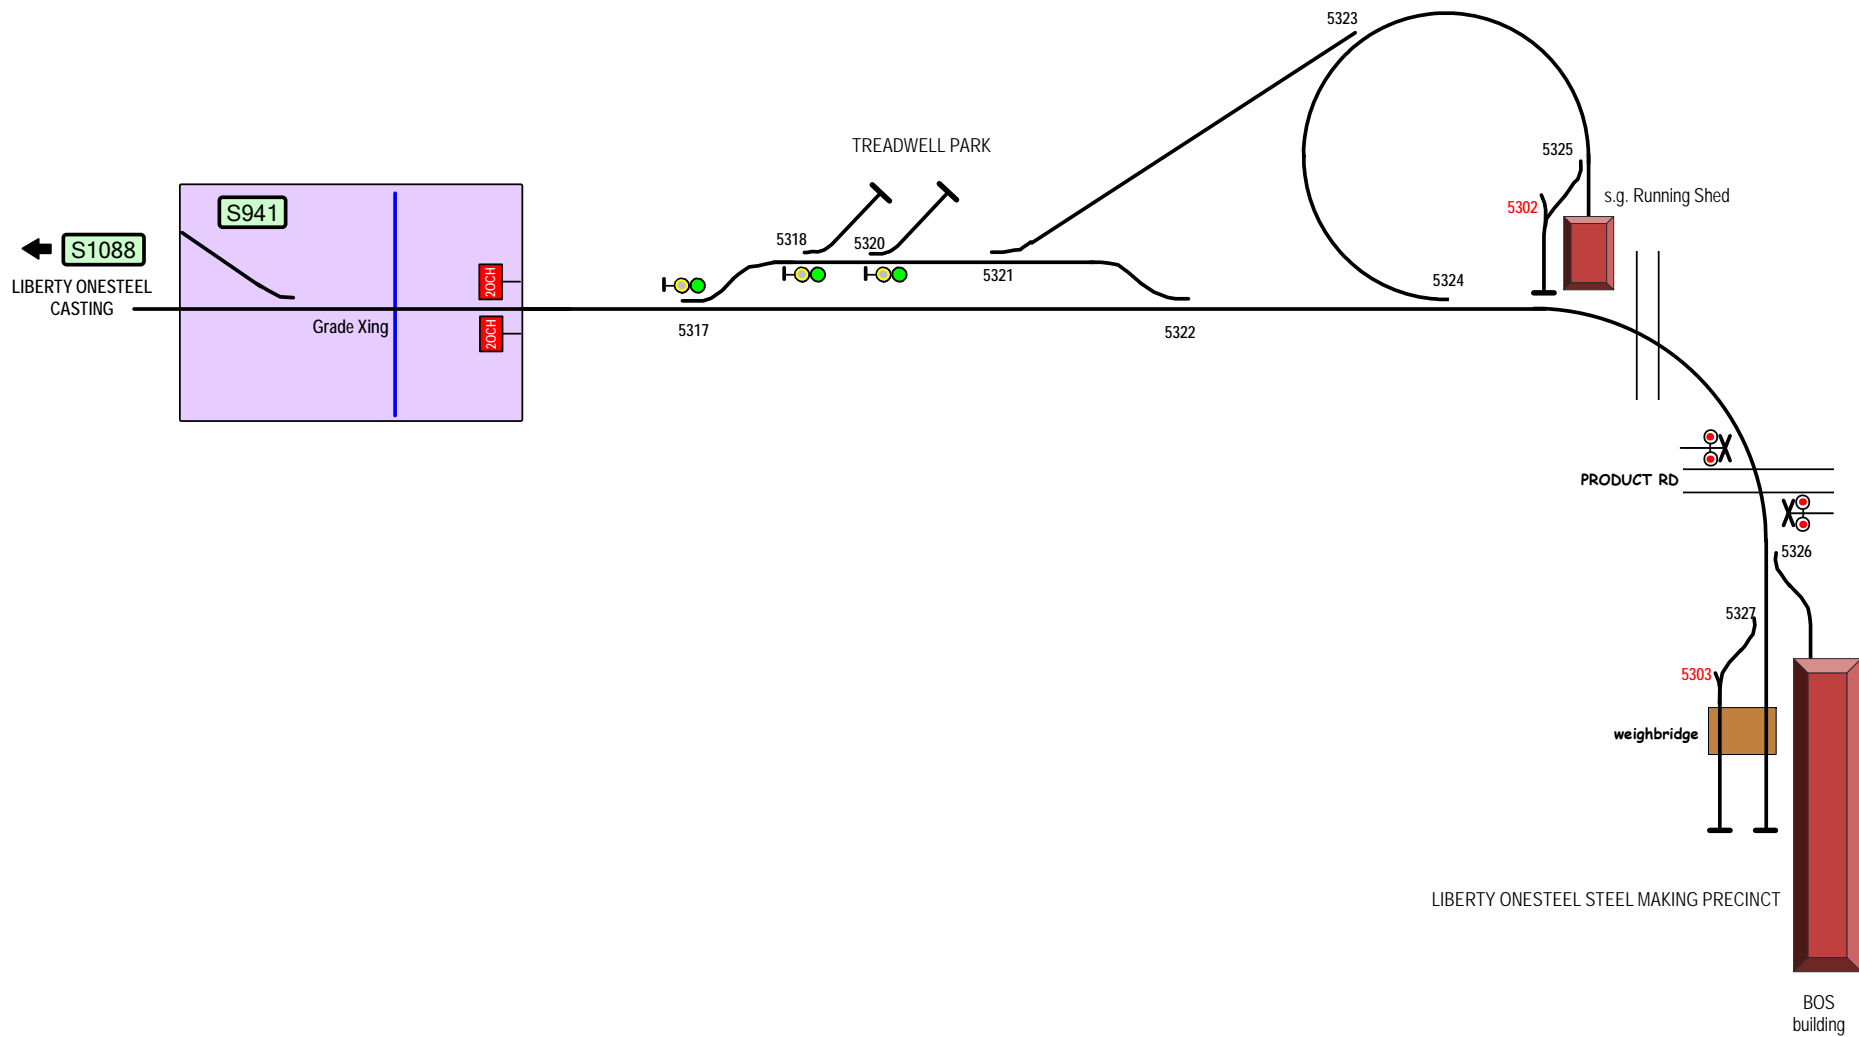 5323
TREADWELL PARK
5325
s.g. Running Shed
5302
S941
S1088
5318
5320
LIBERTY ONESTEEL
CASTING
20CH
5321
5324
Grade Xing
20CH
5317
5322
PRODUCT RD
5326
5327
5303
weighbridge
LIBERTY ONESTEEL STEEL MAKING PRECINCT
BOS
building